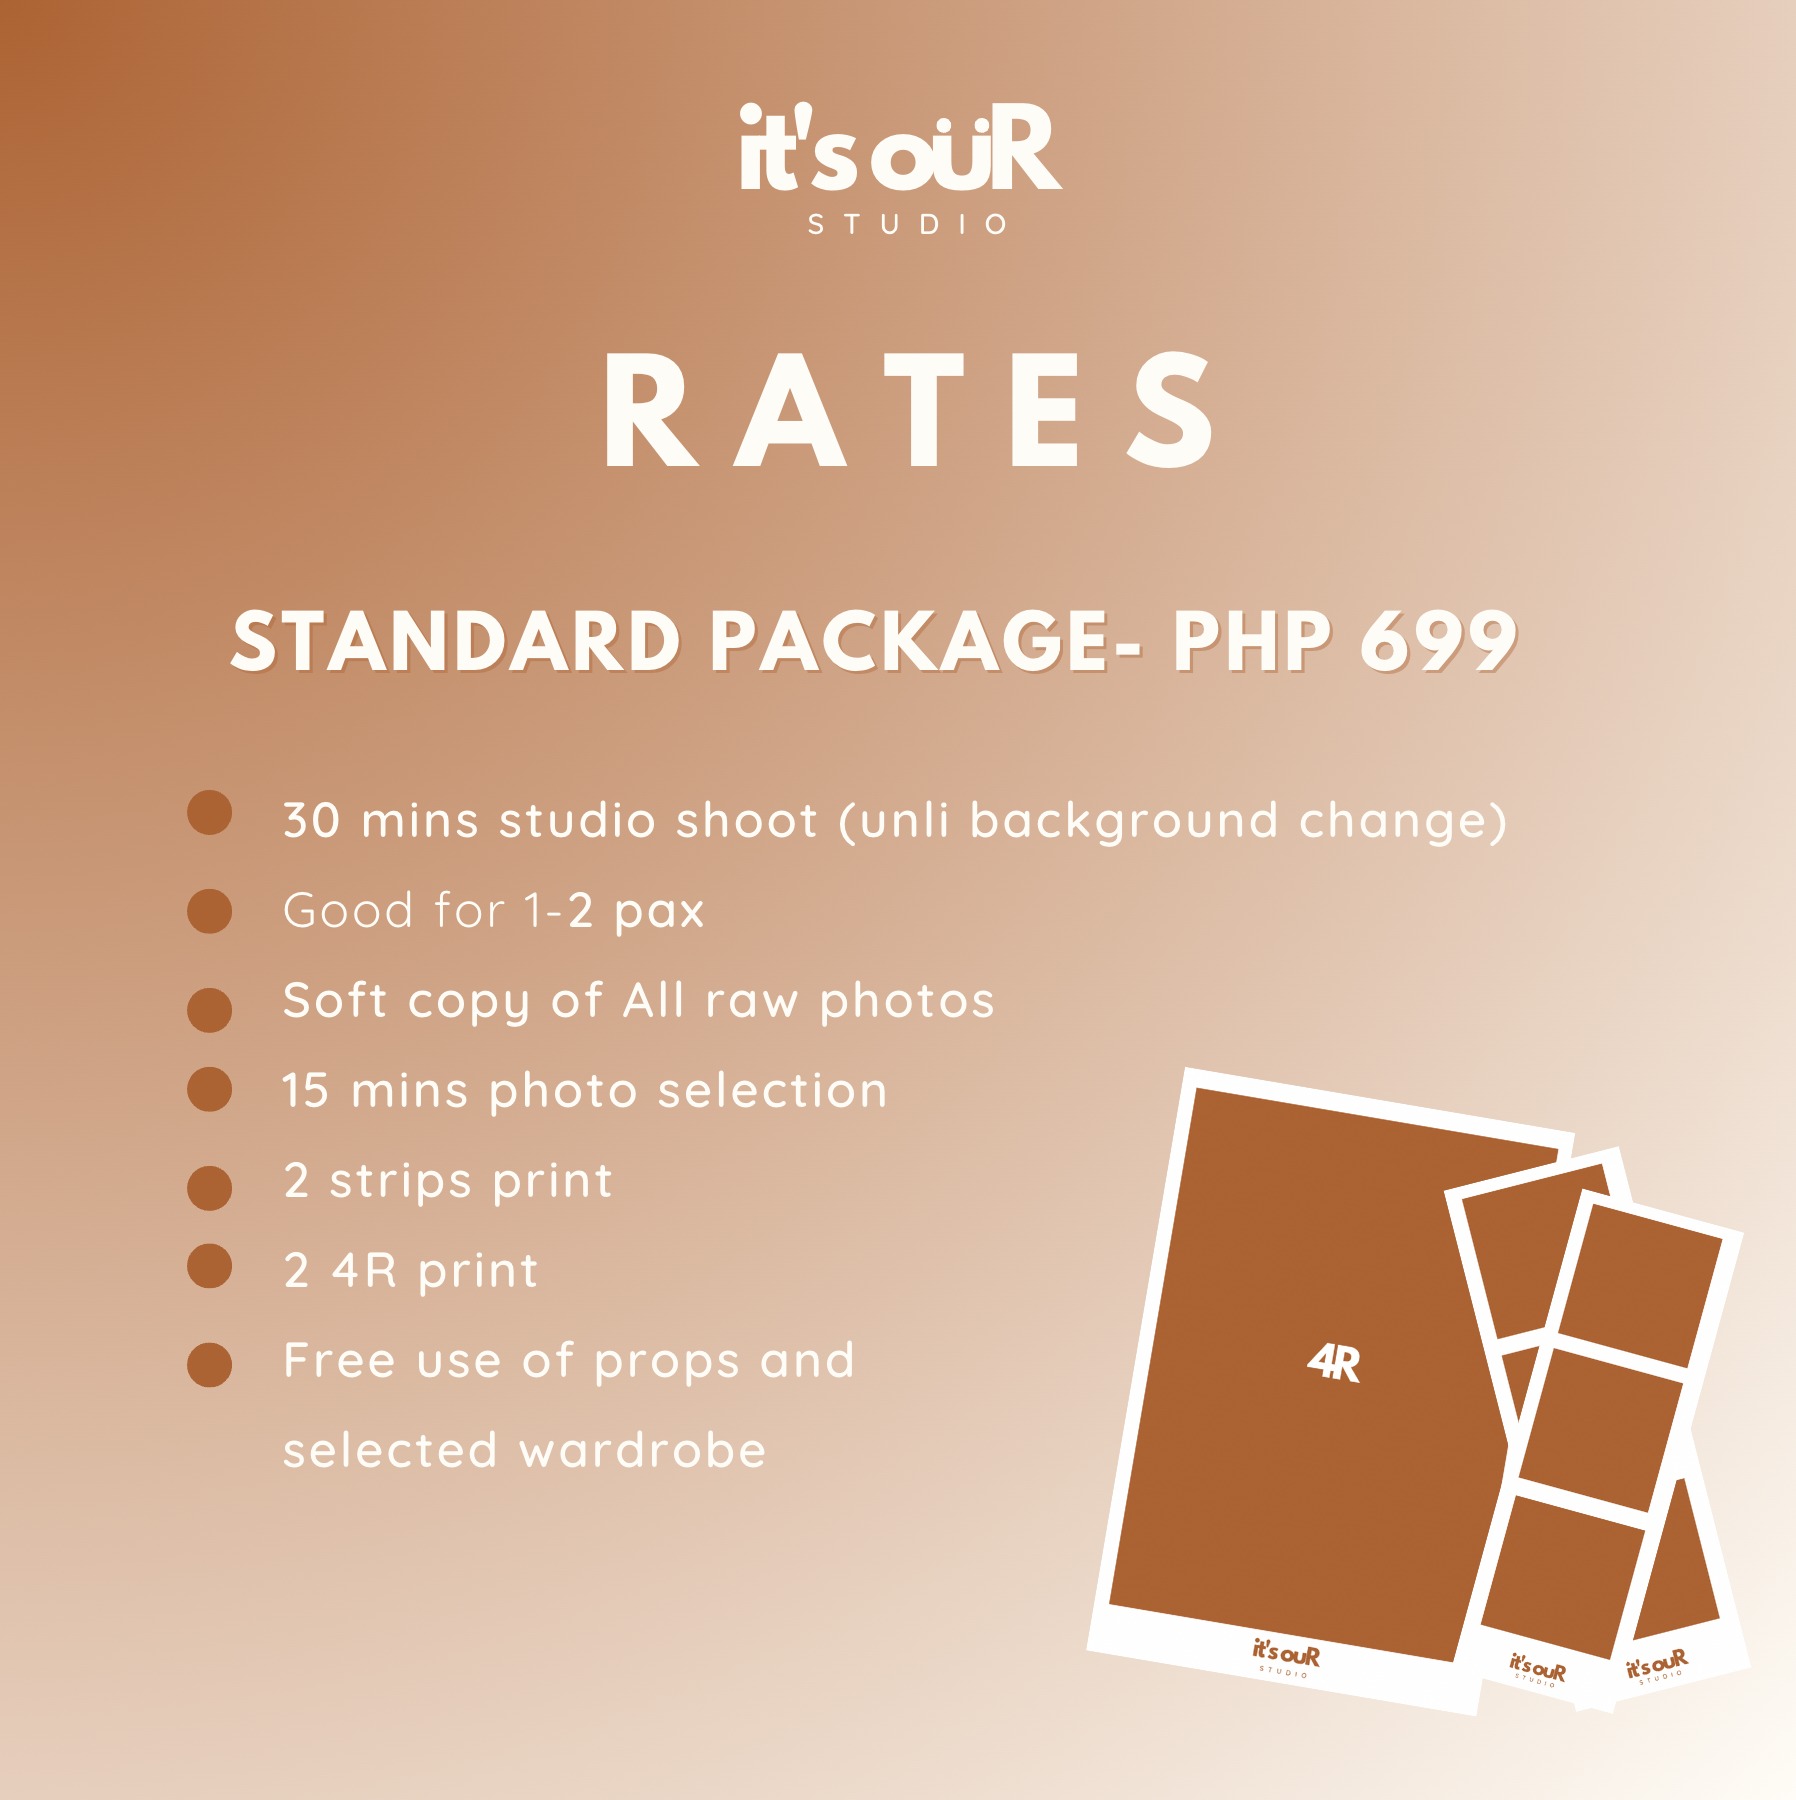 it's oüR
STUDIO
RATES
STANDARD PACKAGE- PHP 699
30 mins studio shoot (unli background change)
Good for 1-2 pax
Soft copy of All raw photos
15 mins photo selection
2 strips print
2 4R print
Free use of props and
selected wardrobe
4R
it's ouR
STUDIO
it's ouR
STUDIO
it's ouR
STUDIO